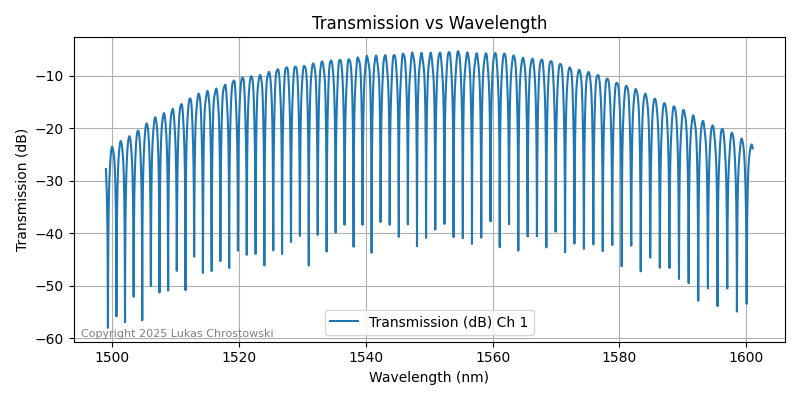 Transmission vs Wavelength
Transmission (dB)
−10
−20
−30
−40
−50
−60
Transmission (dB) Ch 1
Copyright 2025 Lukas Chrostowski
1500
1520
1540
1560
1580
1600
Wavelength (nm)